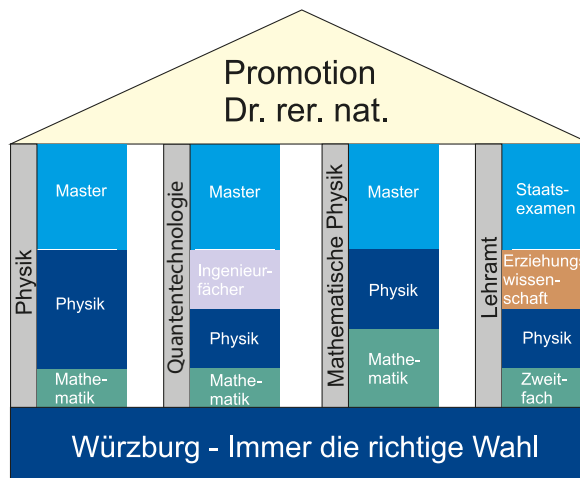 Promotion
Dr. rer. nat.
Physik
Master
Physik
Mathe-
matik
Quantentechnologie
Master
Ingenieur-
fächer
Physik
Mathe-
matik
Mathematische Physik
Master
Physik
Mathe-
matik
Lehramt
Staats-
examen
Erziehungs
wissen-
schaft
Physik
Zweit-
fach
Würzburg - Immer die richtige Wahl